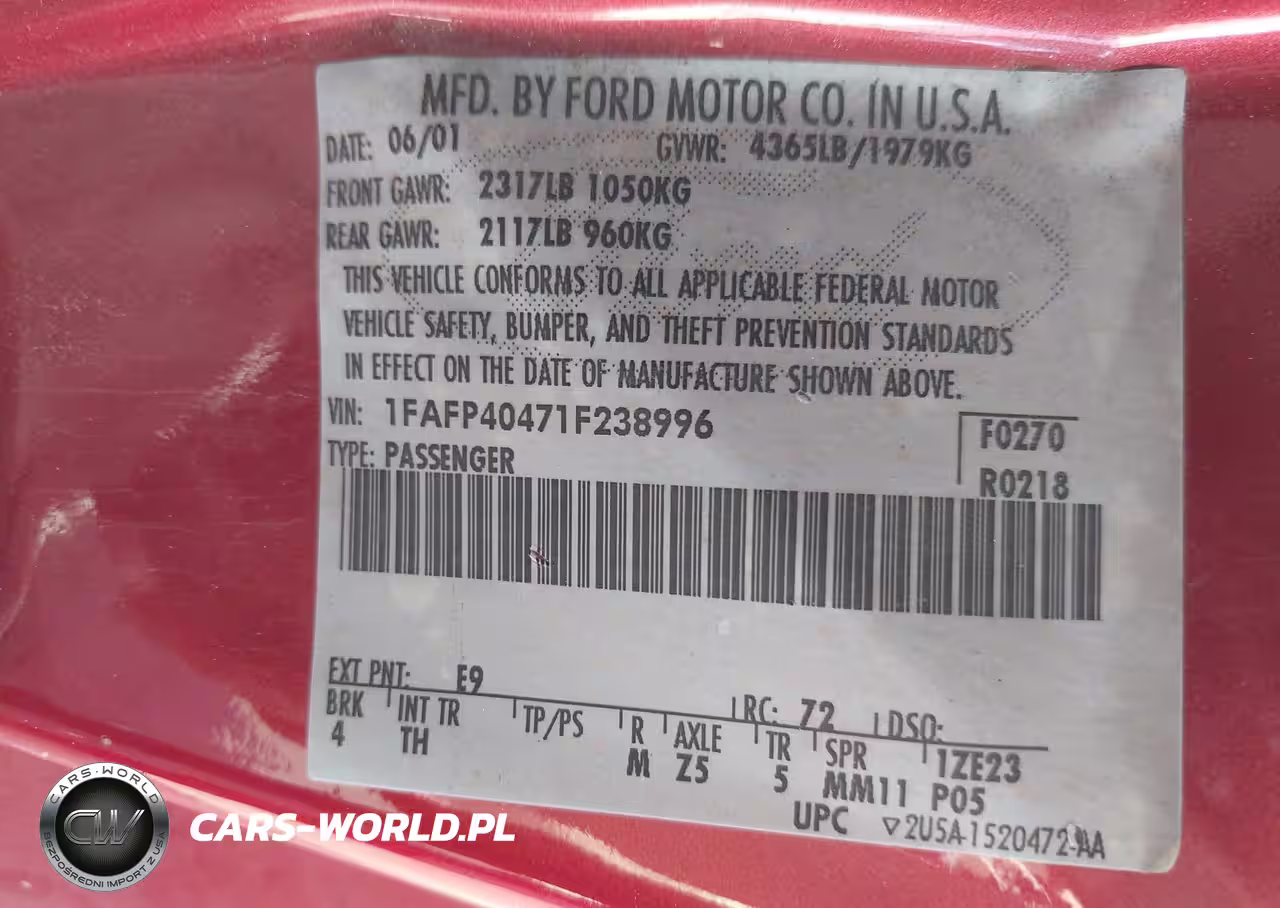 MFD. BY FORD MOTOR CO. IN U.S.A.
DATE: 06/01 GVWR: 4365LB/1979KG
FRONT GAWR: 2317LB 1050KG
REAR GAWR: 2117LB 960KG
THIS VEHICLE CONFORMS TO ALL APPLICABLE FEDERAL MOTOR
VEHICLE SAFETY, BUMPER, AND THEFT PREVENTION STANDARDS
IN EFFECT ON THE DATE OF MANUFACTURE SHOWN ABOVE.
VIN: 1FAFP40471F238996
F0270
TYPE: PASSENGER
R0218
EXT PNT: E9 RC: 72 DSO:
BRK INT TR TP/PS R AXLE TR SPR 1ZE23
4 TH M Z5 5 MM11 P05
UPC ▽2U5A-1520472-AA
CARS-WORLD
CW
BEZPOŚREDNI IMPORT Z USA
CARS-WORLD.PL